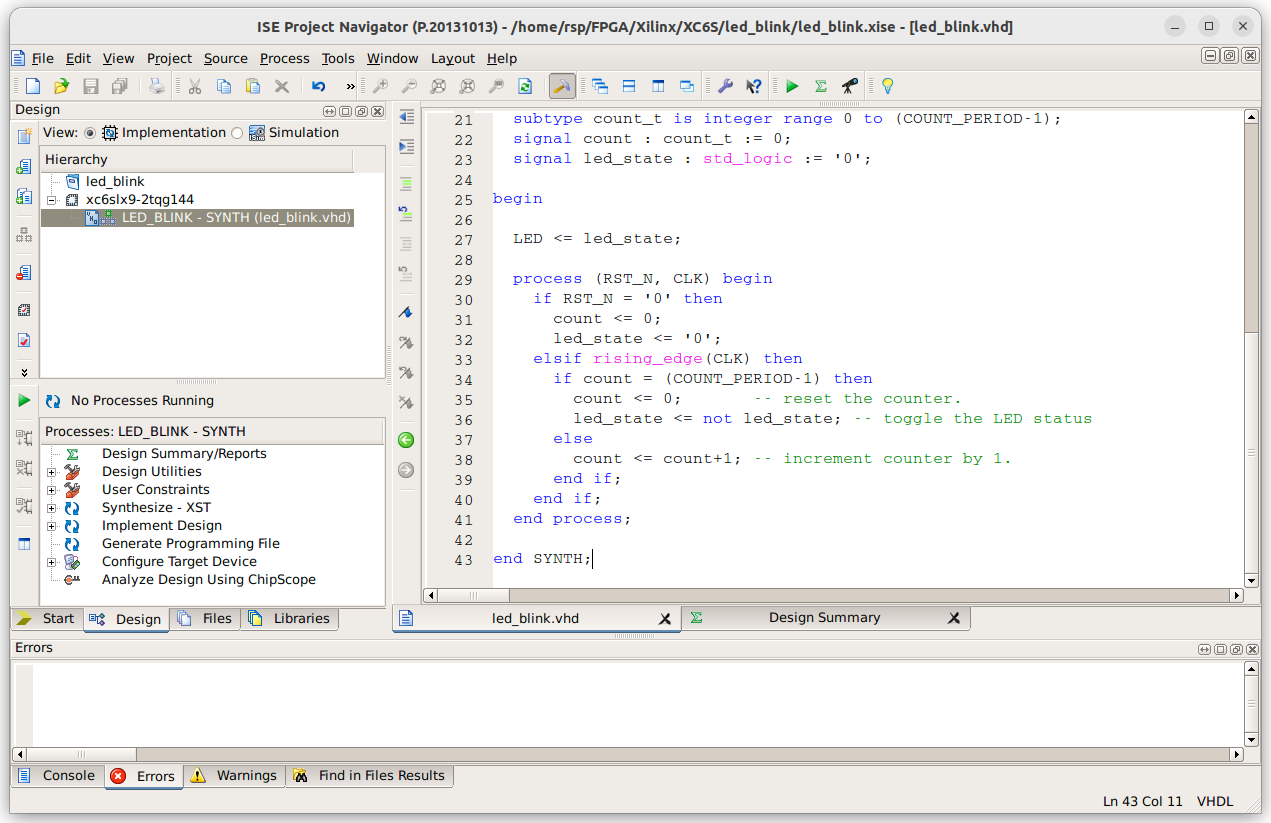 ISE Project Navigator (P.20131013) - /home/rsp/FPGA/Xilinx/XC6S/led_blink/led_blink.xise - [led_blink.vhd]
File Edit View Project Source Process Tools Window Layout Help
Design
View: Implementation Simulation
Hierarchy
led_blink
xc6slx9-2tqg144
LED_BLINK - SYNTH (led_blink.vhd)
No Processes Running
Processes: LED_BLINK - SYNTH
Design Summary/Reports
Design Utilities
User Constraints
Synthesize - XST
Implement Design
Generate Programming File
Configure Target Device
Analyze Design Using ChipScope
Start Design Files Libraries
21 subtype count_t is integer range 0 to (COUNT_PERIOD-1);
22 signal count : count_t := 0;
23 signal led_state : std_logic := '0';
24
25 begin
26
27 LED <= led_state;
28
29 process (RST_N, CLK) begin
30 if RST_N = '0' then
31 count <= 0;
32 led_state <= '0';
33 elsif rising_edge(CLK) then
34 if count = (COUNT_PERIOD-1) then
35 count <= 0; -- reset the counter.
36 led_state <= not led_state; -- toggle the LED status
37 else
38 count <= count+1; -- increment counter by 1.
39 end if;
40 end if;
41 end process;
42
43 end SYNTH;
led_blink.vhd Design Summary
Errors
Console Errors Warnings Find in Files Results
Ln 43 Col 11 VHDL